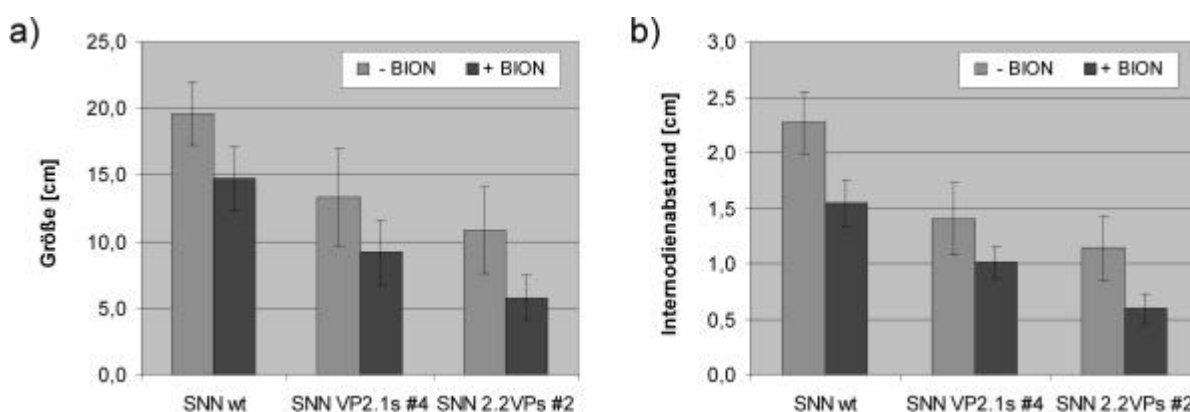 a)
Größe [cm]
25,0
20,0
15,0
10,0
5,0
0,0
- BION + BION
SNN wt SNN VP2.1s #4 SNN 2.2VPs #2
b)
Internodienabstand [cm]
3,0
2,5
2,0
1,5
1,0
0,5
0,0
- BION + BION
SNN wt SNN VP2.1s #4 SNN 2.2VPs #2